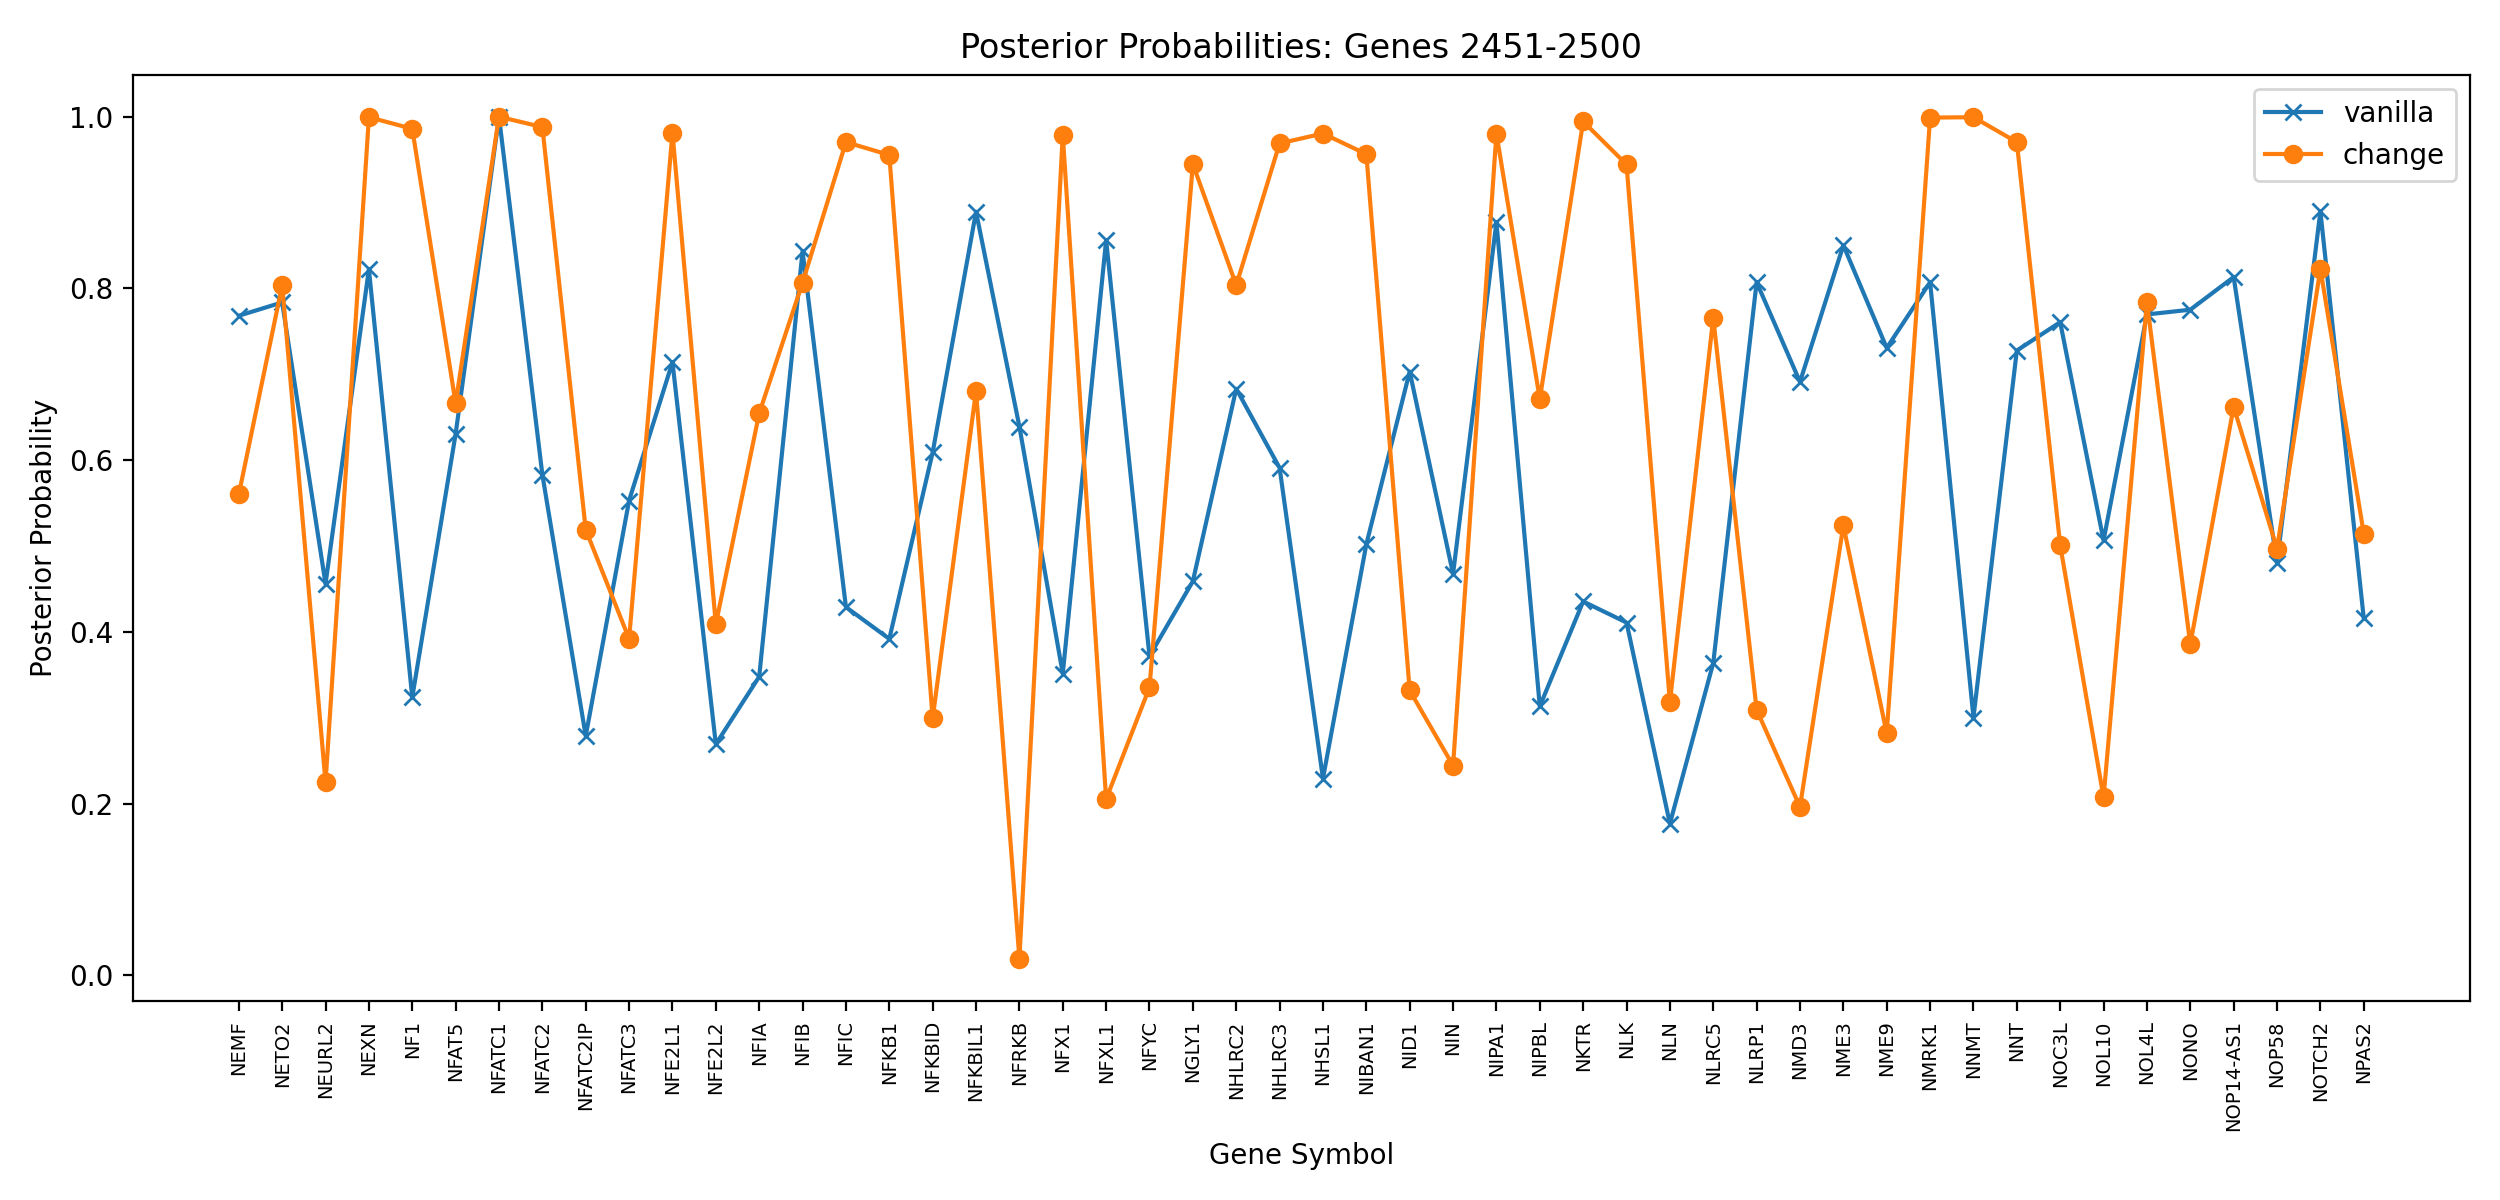 Posterior Probabilities: Genes 2451-2500
vanilla
change
Posterior Probability
1.0
0.8
0.6
0.4
0.2
0.0
NEMF
NETO2
NEURL2
NEXN
NF1
NFAT5
NFATC1
NFATC2
NFATC2IP
NFATC3
NFE2L1
NFE2L2
NFIA
NFIB
NFIC
NFKB1
NFKBID
NFKBIL1
NFRKB
NFX1
NFXL1
NFYC
NGLY1
NHLRC2
NHLRC3
NHSL1
NIBAN1
NID1
NIN
NIPA1
NIPBL
NKTR
NLK
NLN
NLRC5
NLRP1
NMD3
NME3
NME9
NMRK1
NNMT
NNT
NOC3L
NOL10
NOL4L
NONO
NOP14-AS1
NOP58
NOTCH2
NPAS2
Gene Symbol